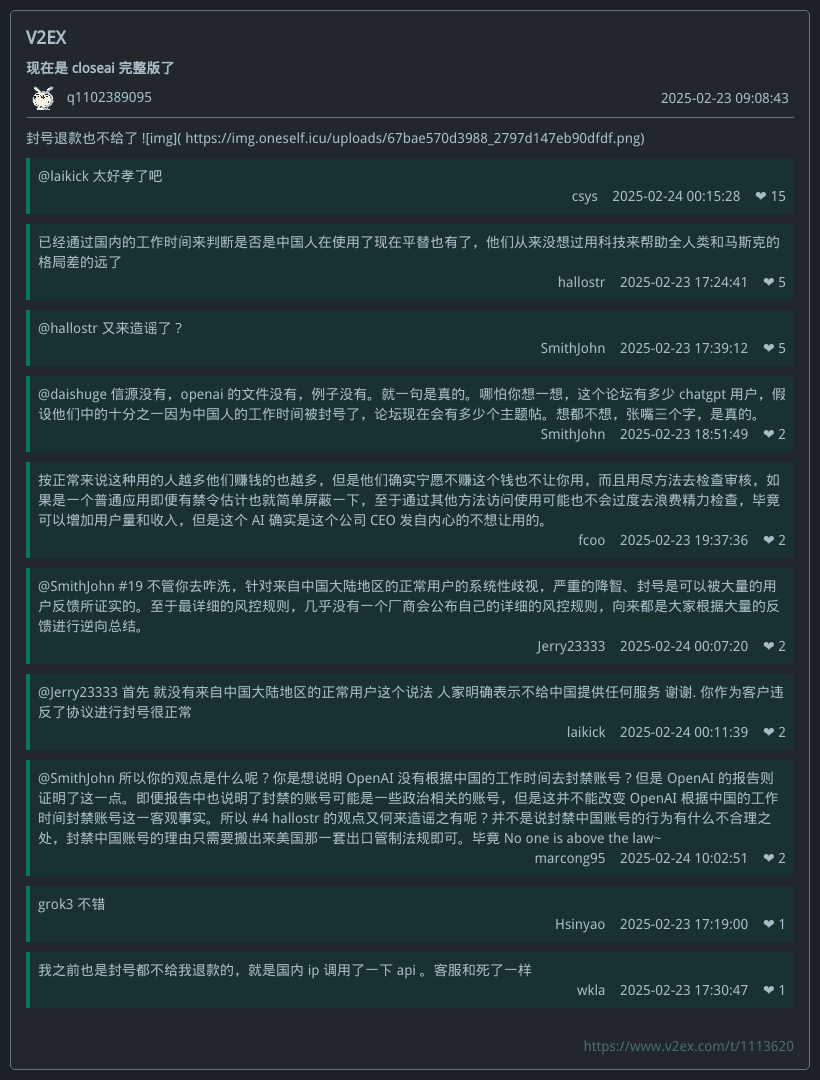 V2EX
现在是 closeai 完整版了
q1102389095
2025-02-23 09:08:43
封号退款也不给了 ![img]( https://img.oneself.icu/uploads/67bae570d3988_2797d147eb90dfdf.png)
@laikick 太好孝了吧
csys 2025-02-24 00:15:28 ❤ 15
已经通过国内的工作时间来判断是否是中国人在使用了现在平替也有了，他们从来没想过用科技来帮助全人类和马斯克的
格局差的远了
hallostr 2025-02-23 17:24:41 ❤ 5
@hallostr 又来造谣了？
SmithJohn 2025-02-23 17:39:12 ❤ 5
@daishuge 信源没有，openai 的文件没有，例子没有。就一句是真的。哪怕你想一想，这个论坛有多少 chatgpt 用户，假
设他们中的十分之一因为中国人的工作时间被封号了，论坛现在会有多少个主题帖。想都不想，张嘴三个字，是真的。
SmithJohn 2025-02-23 18:51:49 ❤ 2
按正常来说这种用的人越多他们赚钱的也越多，但是他们确实宁愿不赚这个钱也不让你用，而且用尽方法去检查审核，如
果是一个普通应用即便有禁令估计也就简单屏蔽一下，至于通过其他方法访问使用可能也不会过度去浪费精力检查，毕竟
可以增加用户量和收入，但是这个 AI 确实是这个公司 CEO 发自内心的不想让用的。
fcoo 2025-02-23 19:37:36 ❤ 2
@SmithJohn #19 不管你去咋洗，针对来自中国大陆地区的正常用户的系统性歧视，严重的降智、封号是可以被大量的用
户反馈所证实的。至于最详细的风控规则，几乎没有一个厂商会公布自己的详细的风控规则，向来都是大家根据大量的反
馈进行逆向总结。
Jerry23333 2025-02-24 00:07:20 ❤ 2
@Jerry23333 首先 就没有来自中国大陆地区的正常用户这个说法 人家明确表示不给中国提供任何服务 谢谢. 你作为客户违
反了协议进行封号很正常
laikick 2025-02-24 00:11:39 ❤ 2
@SmithJohn 所以你的观点是什么呢？你是想说明 OpenAI 没有根据中国的工作时间去封禁账号？但是 OpenAI 的报告则
证明了这一点。即便报告中也说明了封禁的账号可能是一些政治相关的账号，但是这并不能改变 OpenAI 根据中国的工作
时间封禁账号这一客观事实。所以 #4 hallostr 的观点又何来造谣之有呢？并不是说封禁中国账号的行为有什么不合理之
处，封禁中国账号的理由只需要搬出来美国那一套出口管制法规即可。毕竟 No one is above the law~
marcong95 2025-02-24 10:02:51 ❤ 2
grok3 不错
Hsinyao 2025-02-23 17:19:00 ❤ 1
我之前也是封号都不给我退款的，就是国内 ip 调用了一下 api 。客服和死了一样
wkla 2025-02-23 17:30:47 ❤ 1
https://www.v2ex.com/t/1113620